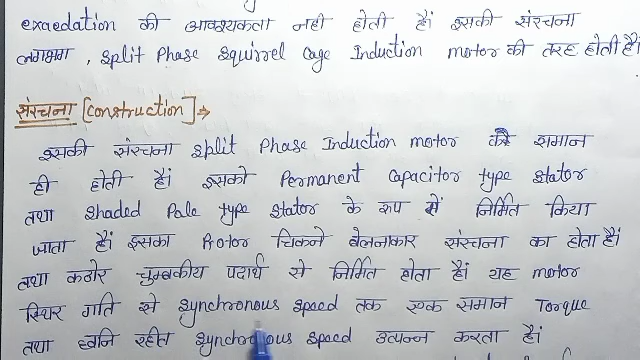 exaedation की आवश्यकता नही होती हैं। इसकी संरचना
लगभग, Split Phase Squirrel Cage Induction motor की तरह होती हैं।
संरचना [Construction] ⇒
इसकी संरचना Split Phase Induction motor के समान
ही होती हैं। इसको Permanent Capacitor type Stator
तथा Shaded Pole type Stator के रूप में निर्मित किया
जाता हैं। इसका Rotor चिकने बेलनाकार संरचना का होता हैं।
तथा कठोर चुम्बकीय पदार्थ से निर्मित होता हैं। यह motor
स्थिर गति से Synchronous Speed तक एक समान Torque
तथा ध्वनि रहीत Synchronous Speed उत्पन्न करता हैं।